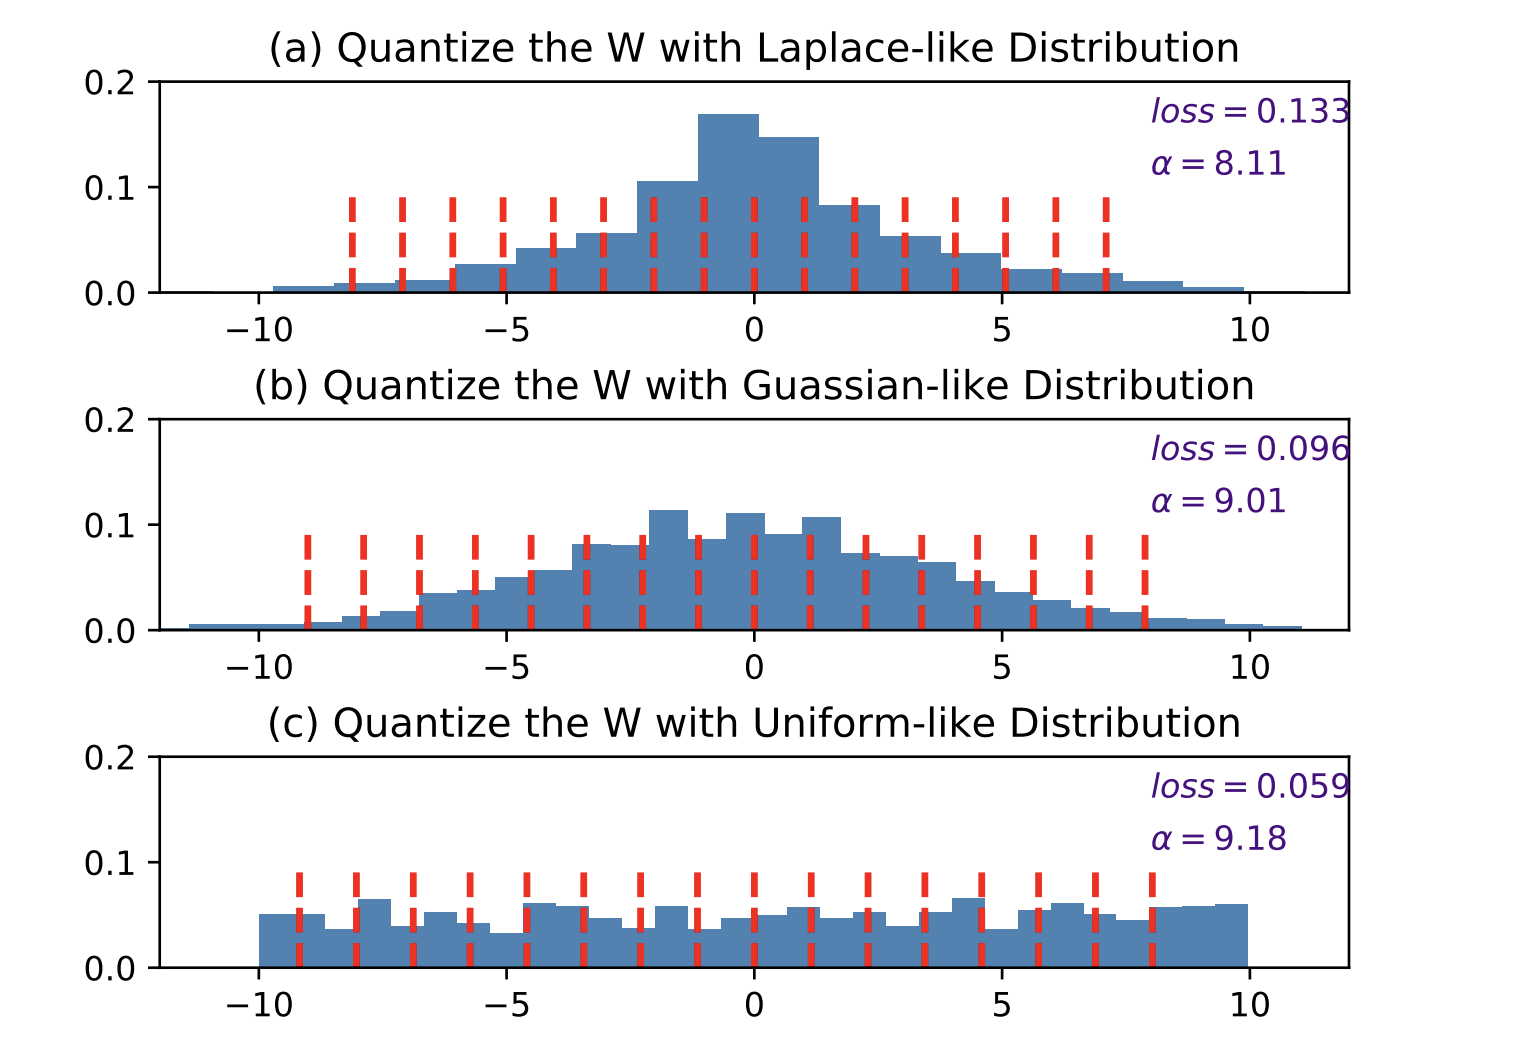 (a) Quantize the W with Laplace-like Distribution
0.2
loss = 0.133
α = 8.11
0.1
0.0
−10 −5 0 5 10
(b) Quantize the W with Guassian-like Distribution
0.2
loss = 0.096
α = 9.01
0.1
0.0
−10 −5 0 5 10
(c) Quantize the W with Uniform-like Distribution
0.2
loss = 0.059
α = 9.18
0.1
0.0
−10 −5 0 5 10